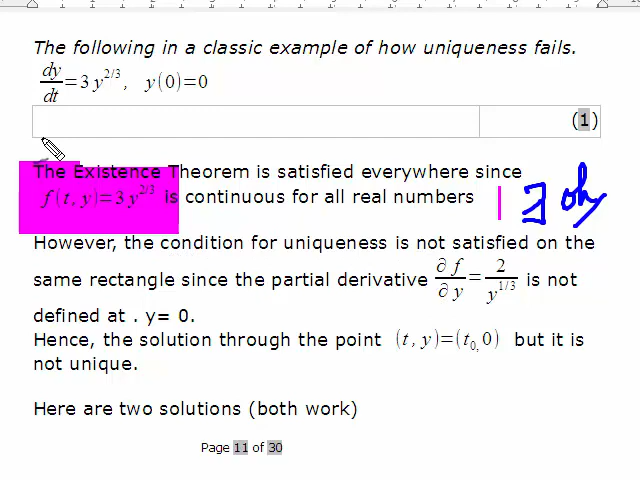 The following in a classic example of how uniqueness fails.
dy/dt = 3 y^2/3, y(0)=0
(1)
The Existence Theorem is satisfied everywhere since
f(t, y)=3 y^2/3 is continuous for all real numbers
∃ ok
However, the condition for uniqueness is not satisfied on the
same rectangle since the partial derivative ∂f/∂y = 2/y^1/3 is not
defined at . y= 0.
Hence, the solution through the point (t, y)=(t0, 0) but it is
not unique.
Here are two solutions (both work)
Page 11 of 30